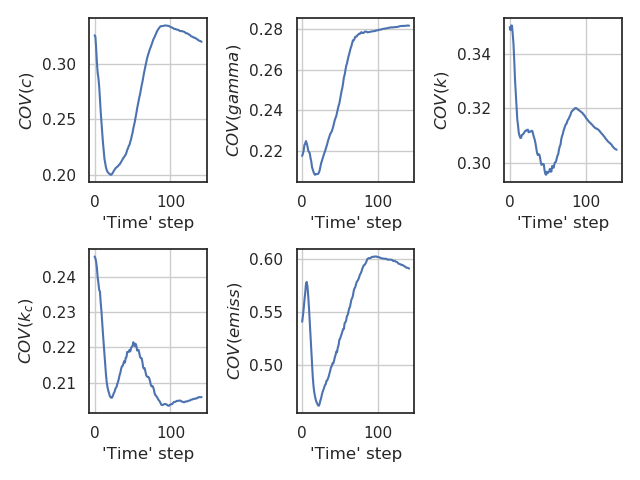 COV(c)
0.30
0.25
0.20
0
100
'Time' step
COV(gamma)
0.28
0.26
0.24
0.22
0
100
'Time' step
COV(k)
0.34
0.32
0.30
0
100
'Time' step
COV(k_c)
0.24
0.23
0.22
0.21
0
100
'Time' step
COV(emiss)
0.60
0.55
0.50
0
100
'Time' step